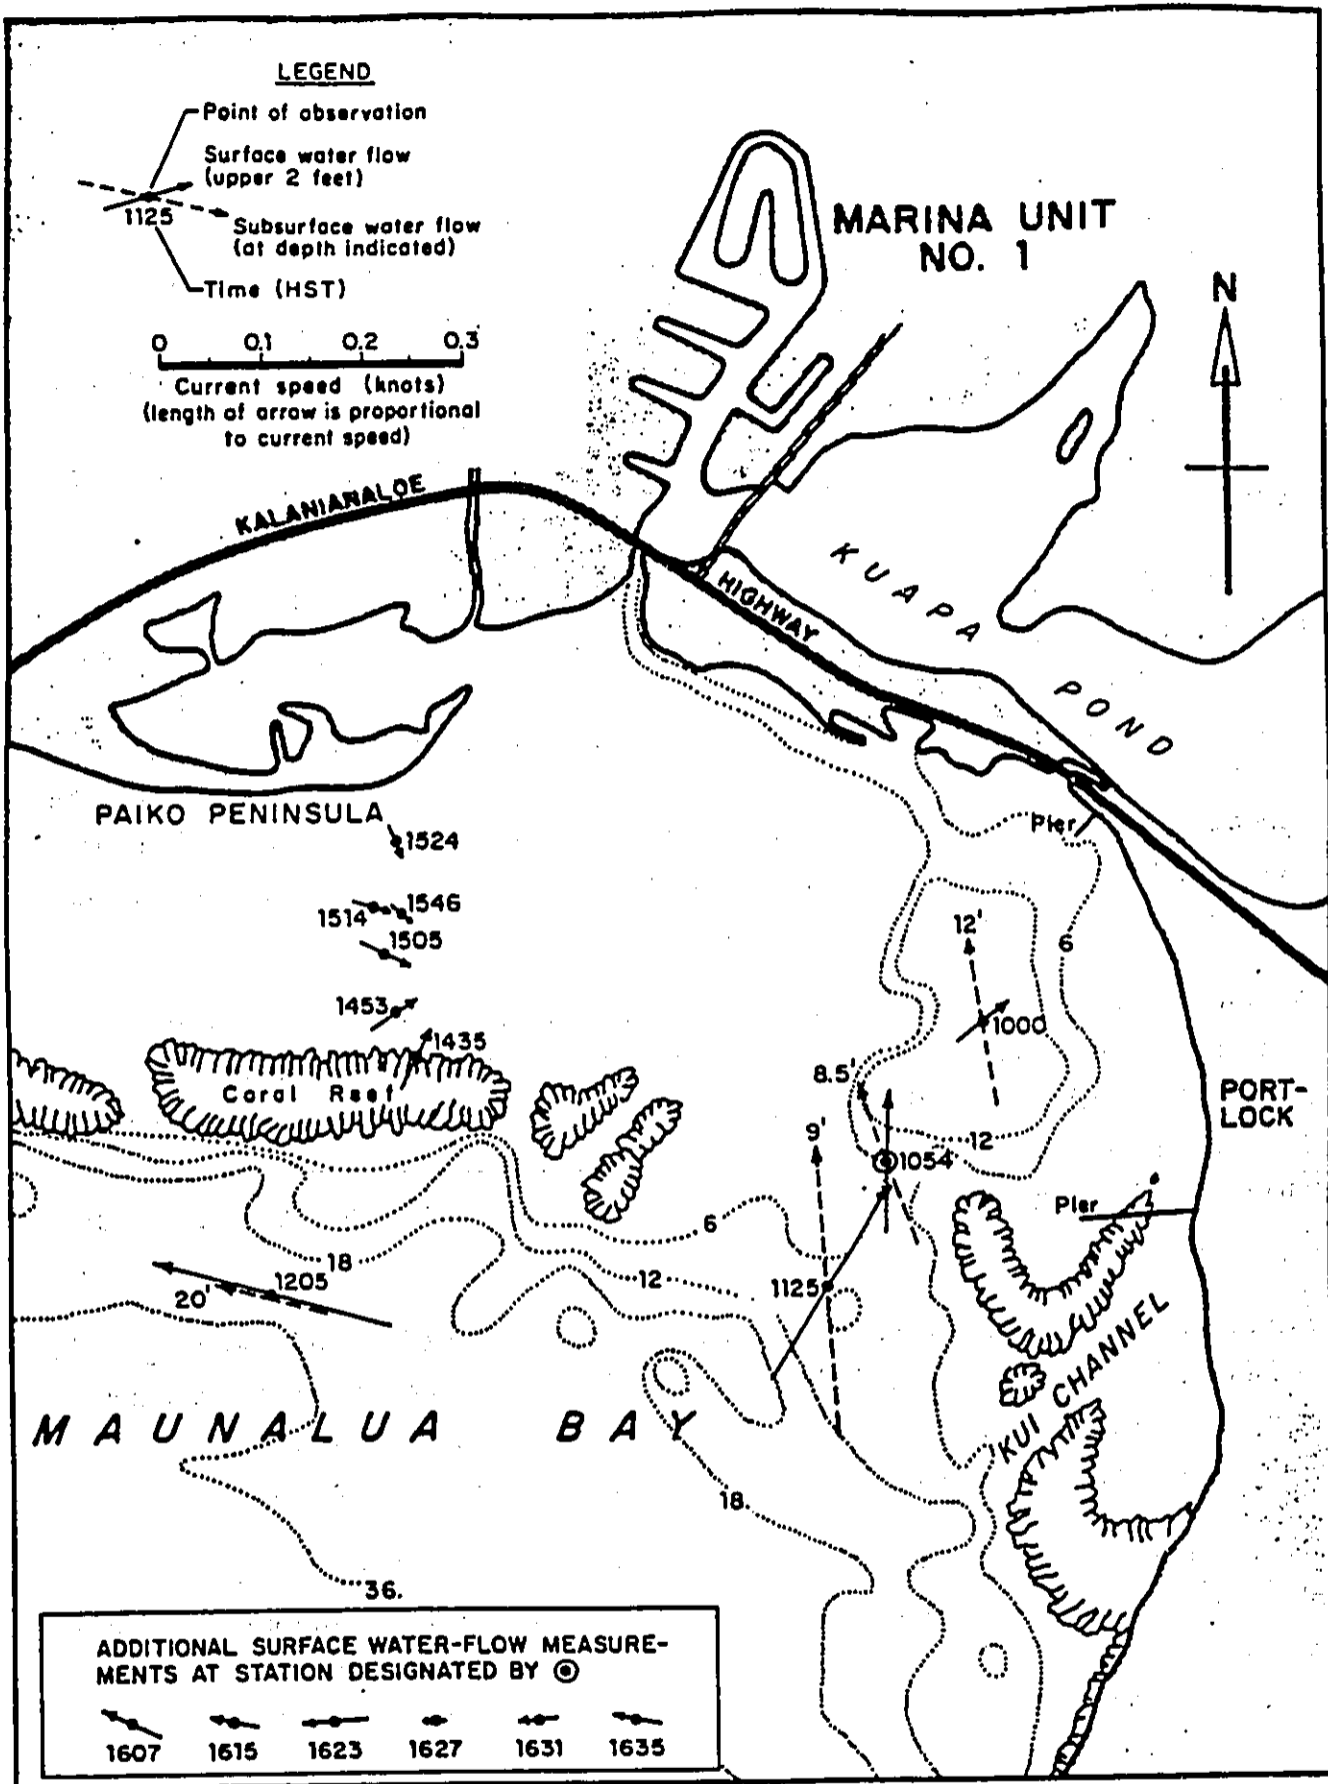 LEGEND
Point of observation
Surface water flow
(upper 2 feet)
1125
Subsurface water flow
(at depth indicated)
Time (HST)
0 0.1 0.2 0.3
Current speed (knots)
(length of arrow is proportional
to current speed)
MARINA UNIT
NO. 1
N
KALANIANALOE
HIGHWAY
KUAPA
POND
PAIKO PENINSULA
1524
1514
1546
1505
1453
1435
Coral Reef
Pier
12'
6
1000
8.5'
12
9'
1054
PORT-
LOCK
Pier
6
18
12
1205
20'
1125
KUI CHANNEL
MAUNALUA BAY
18.
36.
ADDITIONAL SURFACE WATER-FLOW MEASURE-
MENTS AT STATION DESIGNATED BY
1607 1615 1623 1627 1631 1635